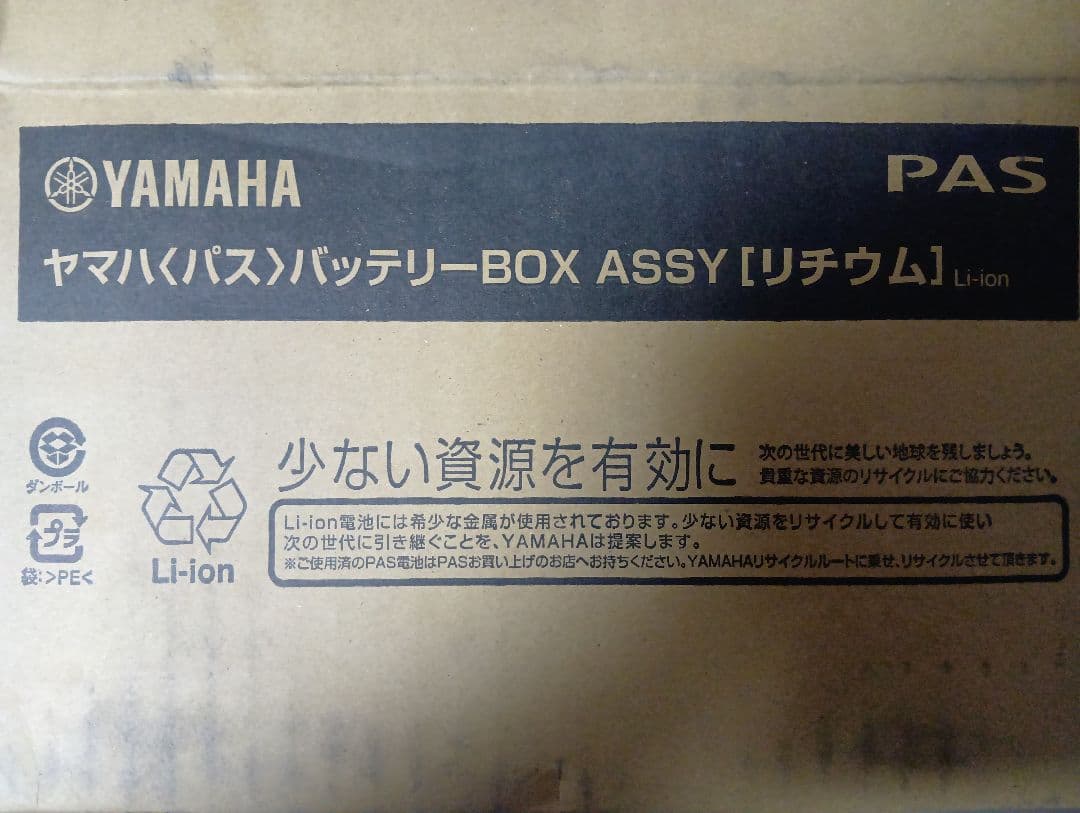 YAMAHA
PAS
ヤマハ〈パス〉バッテリーBOX ASSY [リチウム] Li-ion
少ない資源を有効に
次の世代に美しい地球を残しましょう。
貴重な資源のリサイクルにご協力ください。
ダンボール
プラ
袋:>PE<
Li-ion
Li-ion電池には希少な金属が使用されております。少ない資源をリサイクルして有効に使い
次の世代に引き継ぐことを、YAMAHAは提案します。
※ご使用済のPAS電池はPASお買い上げのお店へお持ちください。YAMAHAリサイクルルートに乗せ、リサイクルさせて頂きます。